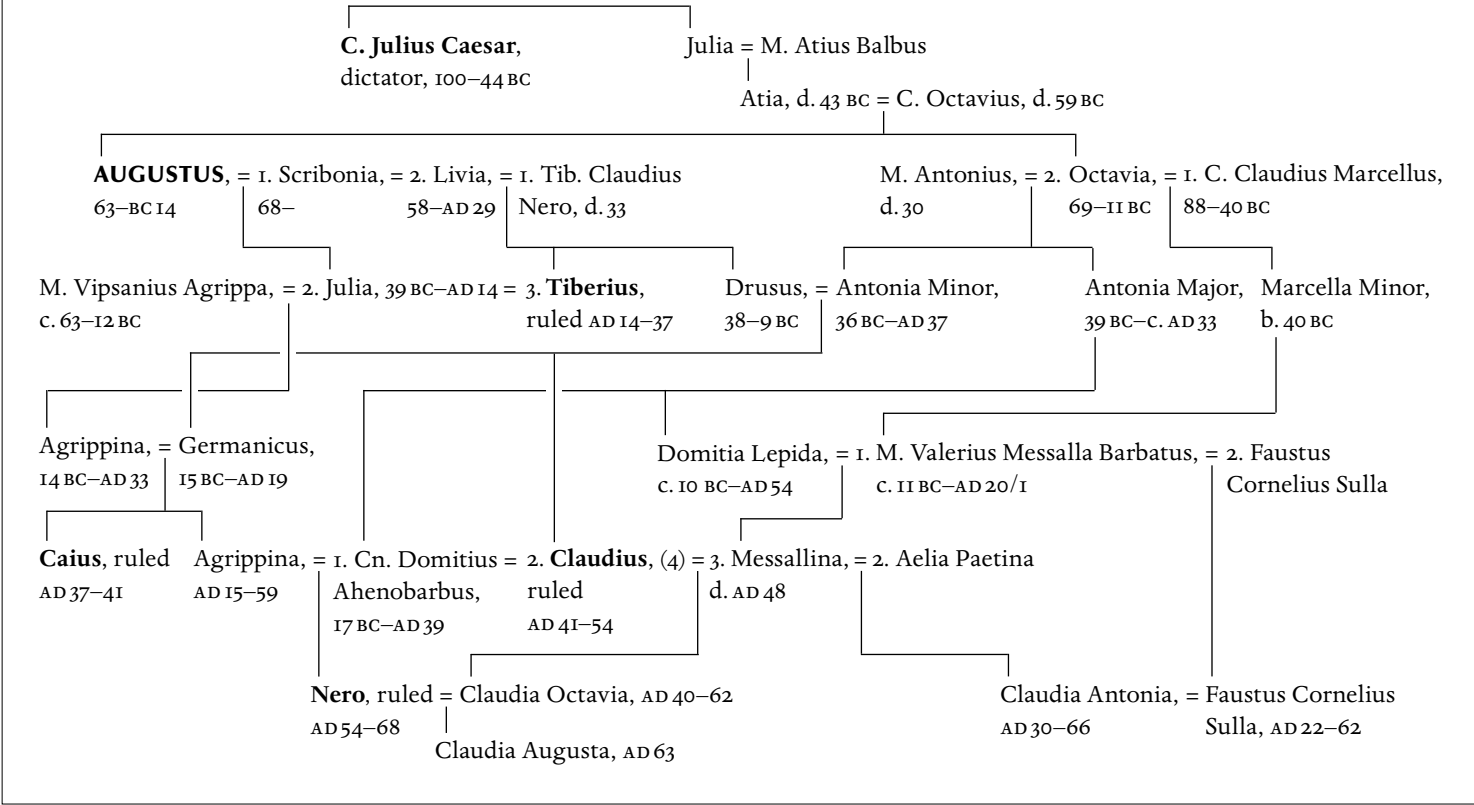 C. Julius Caesar,
dictator, 100–44 BC
Julia = M. Atius Balbus
Atia, d. 43 BC = C. Octavius, d. 59 BC
AUGUSTUS, = 1. Scribonia, = 2. Livia, = 1. Tib. Claudius
63–BC 14
68–
58–AD 29
Nero, d. 33
M. Antonius, = 2. Octavia, = 1. C. Claudius Marcellus,
d. 30
69–11 BC
88–40 BC
M. Vipsanius Agrippa, = 2. Julia, 39 BC–AD 14 = 3. Tiberius,
c. 63–12 BC
ruled AD 14–37
Drusus, = Antonia Minor,
38–9 BC
36 BC–AD 37
Antonia Major,
39 BC–c. AD 33
Marcella Minor,
b. 40 BC
Agrippina, = Germanicus,
14 BC–AD 33
15 BC–AD 19
Domitia Lepida, = 1. M. Valerius Messalla Barbatus, = 2. Faustus
c. 10 BC–AD 54
c. 11 BC–AD 20/1
Cornelius Sulla
Caius, ruled
AD 37–41
Agrippina, = 1. Cn. Domitius = 2. Claudius, (4) = 3. Messallina, = 2. Aelia Paetina
AD 15–59
Ahenobarbus,
17 BC–AD 39
ruled
AD 41–54
d. AD 48
Nero, ruled = Claudia Octavia, AD 40–62
AD 54–68
Claudia Augusta, AD 63
Claudia Antonia, = Faustus Cornelius
AD 30–66
Sulla, AD 22–62